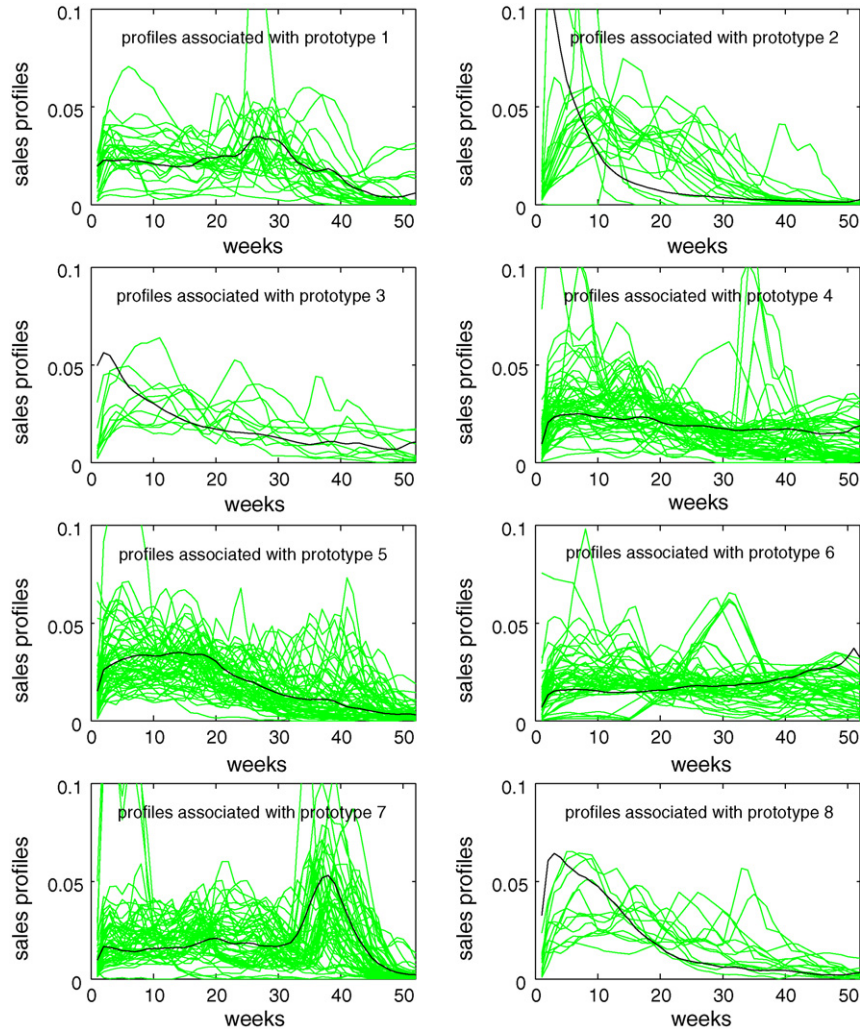 0.1
profiles associated with prototype 1
sales profiles
0.05
0
0 10 20 30 40 50
weeks
0.1
profiles associated with prototype 2
sales profiles
0.05
0
0 10 20 30 40 50
weeks
0.1
profiles associated with prototype 3
sales profiles
0.05
0
0 10 20 30 40 50
weeks
0.1
profiles associated with prototype 4
sales profiles
0.05
0
0 10 20 30 40 50
weeks
0.1
profiles associated with prototype 5
sales profiles
0.05
0
0 10 20 30 40 50
weeks
0.1
profiles associated with prototype 6
sales profiles
0.05
0
0 10 20 30 40 50
weeks
0.1
profiles associated with prototype 7
sales profiles
0.05
0
0 10 20 30 40 50
weeks
0.1
profiles associated with prototype 8
sales profiles
0.05
0
0 10 20 30 40 50
weeks